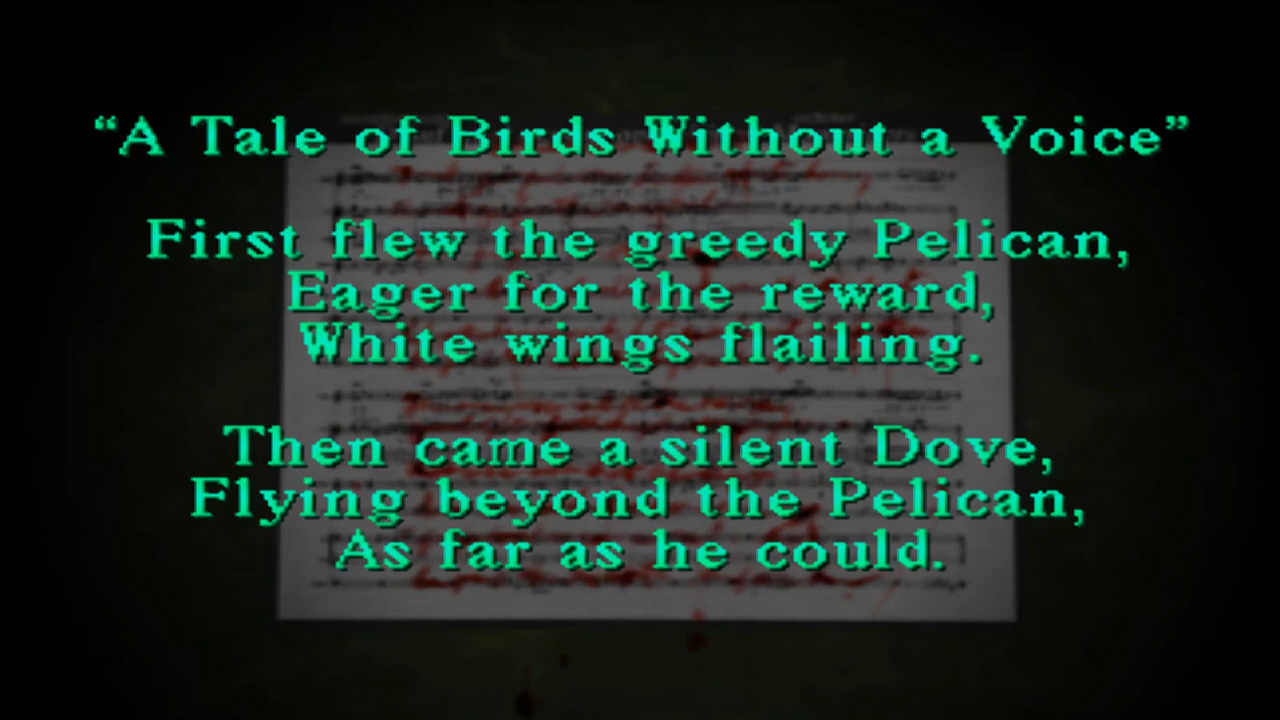 “A Tale of Birds Without a Voice”
First flew the greedy Pelican,
Eager for the reward,
White wings flailing.
Then came a silent Dove,
Flying beyond the Pelican,
As far as he could.